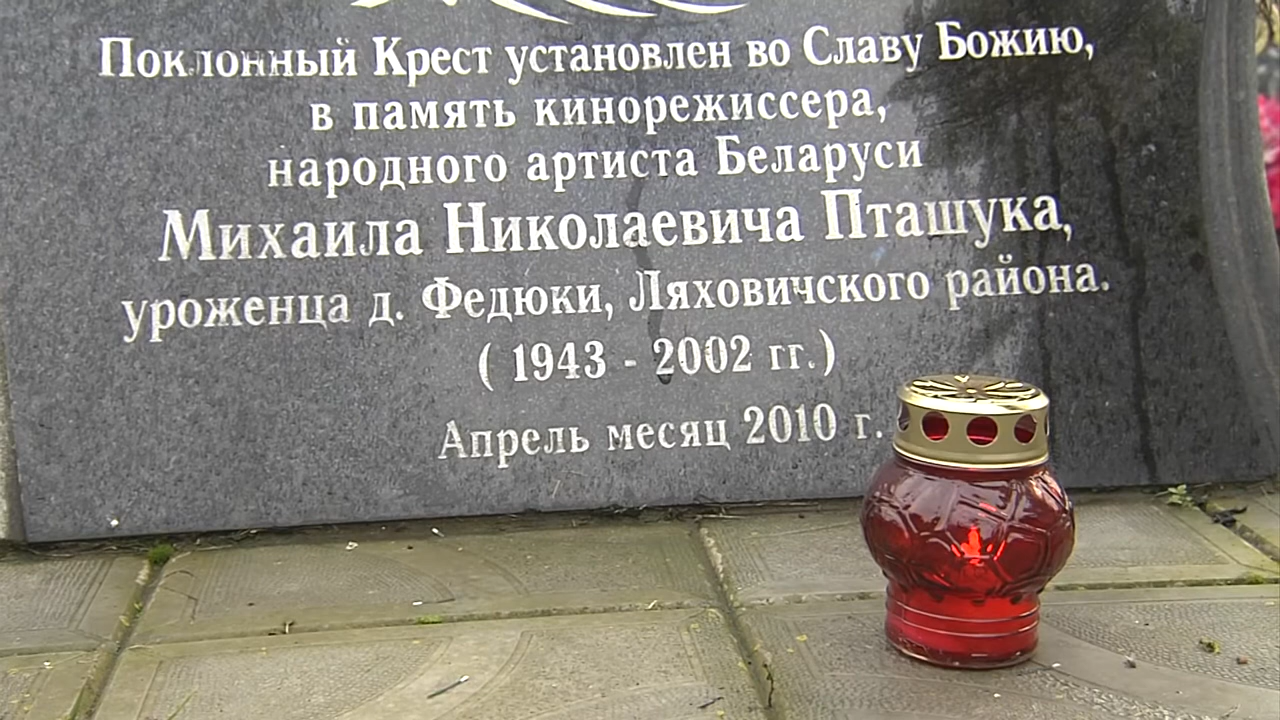 Поклонный Крест установлен во Славу Божию,
в память кинорежиссера,
народного артиста Беларуси
Михаила Николаевича Пташука,
уроженца д. Федюки, Ляховичского района.
( 1943 - 2002 гг.)
Апрель месяц 2010 г.